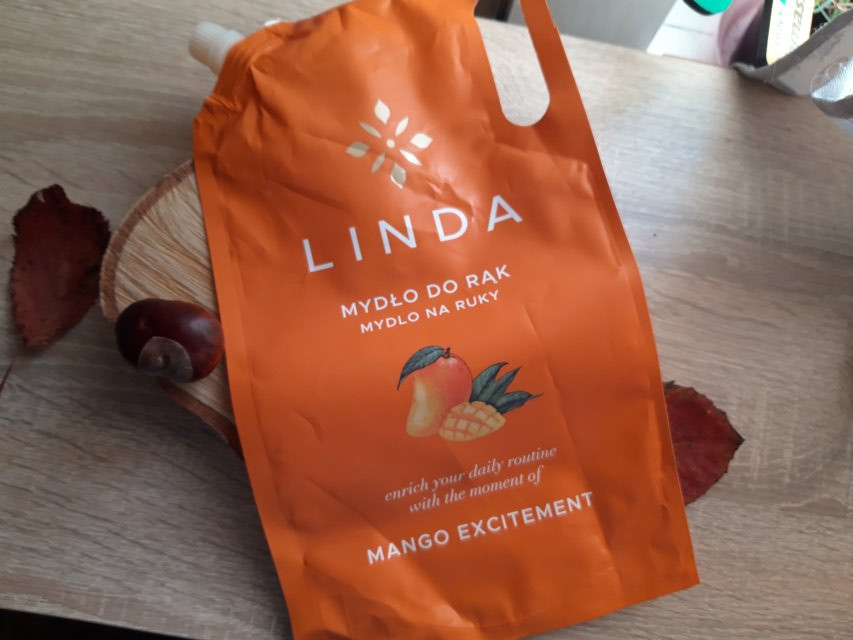 LINDA
MYDŁO DO RĄK
MYDLO NA RUKY
enrich your daily routine
with the moment of
MANGO EXCITEMENT